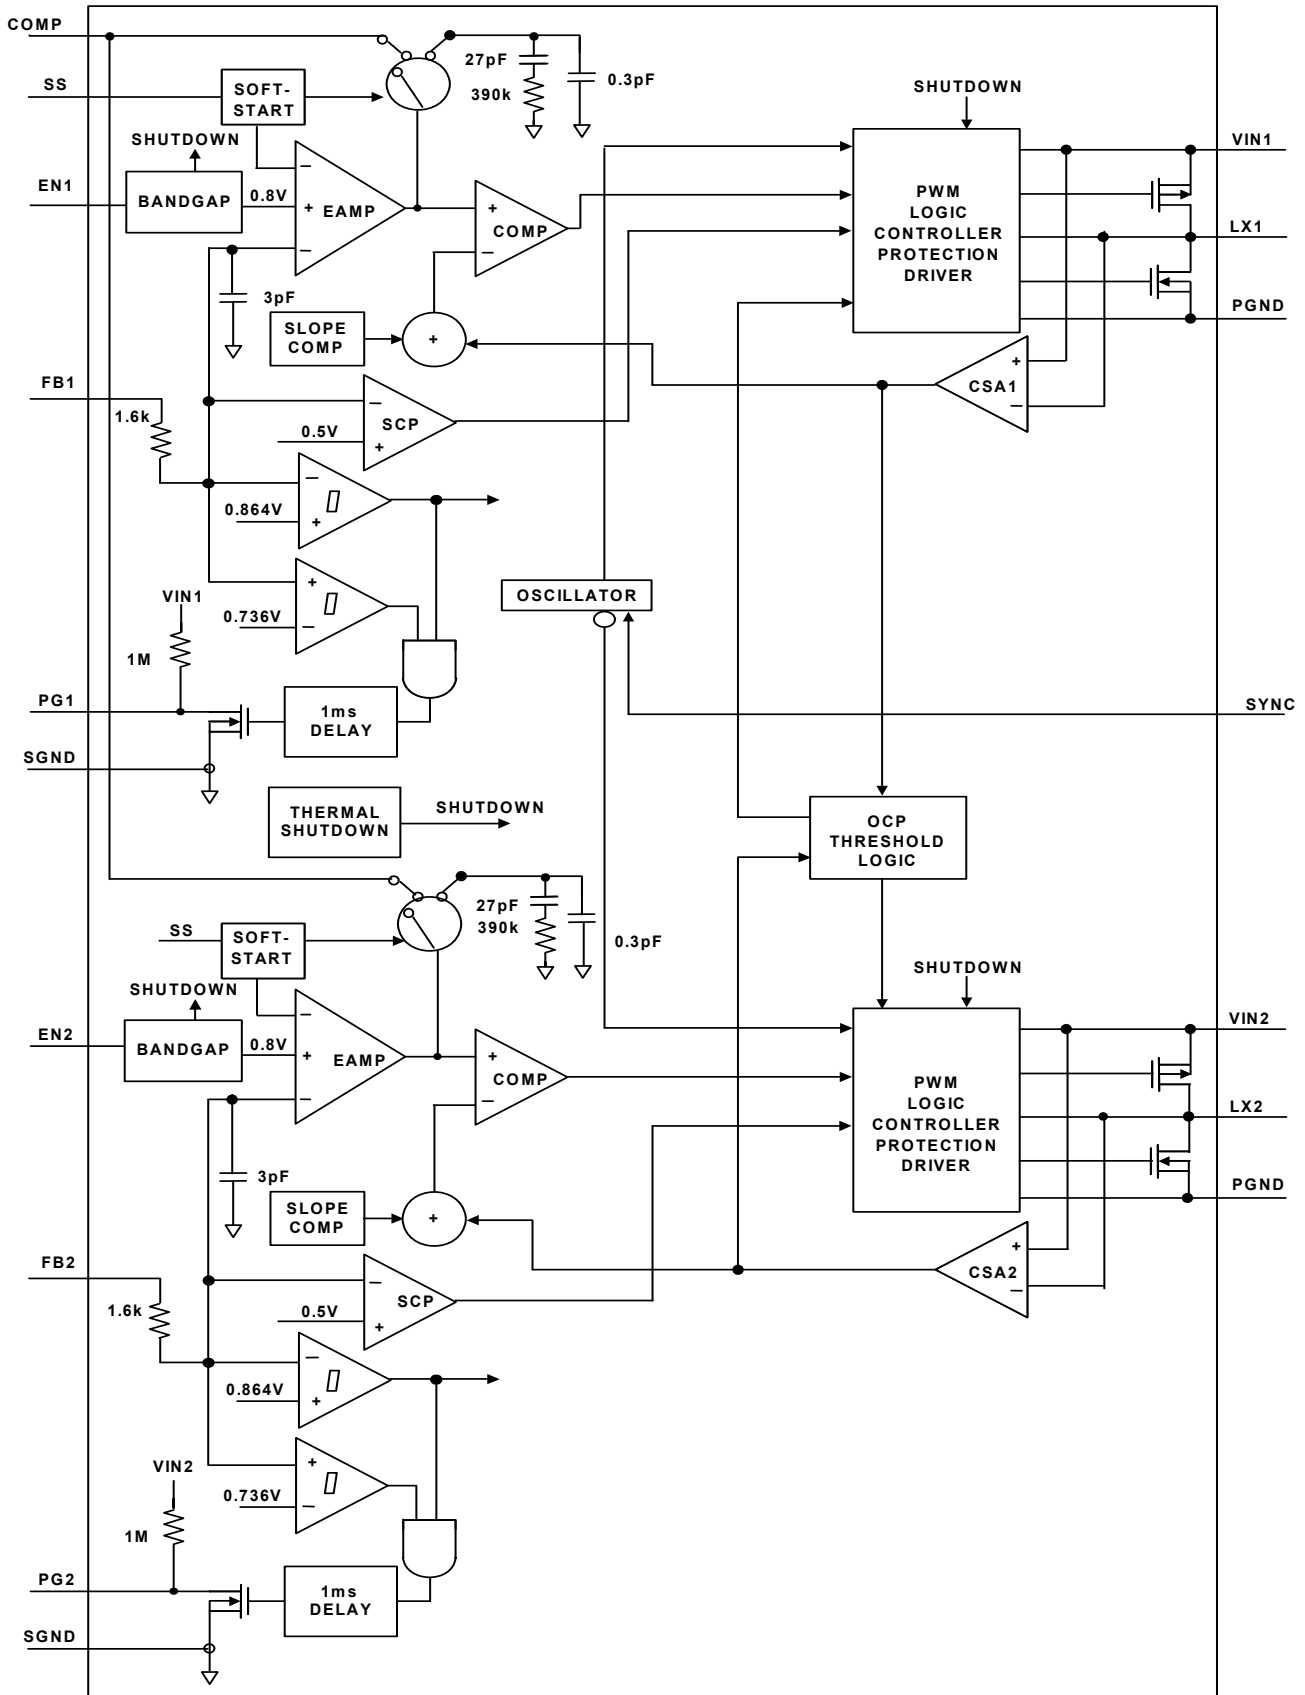 COMP
27pF
390k
0.3pF
SS
SOFT-
START
SHUTDOWN
SHUTDOWN
VIN1
EN1
BANDGAP
0.8V
−
+
−
EAMP
+
−
COMP
PWM
LOGIC
CONTROLLER
PROTECTION
DRIVER
LX1
PGND
3pF
SLOPE
COMP
+
+
−
CSA1
FB1
1.6k
−
+
SCP
0.5V
−
+
0.864V
VIN1
+
−
0.736V
1M
OSCILLATOR
PG1
1ms
DELAY
SYNC
SGND
THERMAL
SHUTDOWN
SHUTDOWN
OCP
THRESHOLD
LOGIC
27pF
390k
0.3pF
SS
SOFT-
START
SHUTDOWN
SHUTDOWN
VIN2
EN2
BANDGAP
0.8V
−
+
−
EAMP
+
−
COMP
PWM
LOGIC
CONTROLLER
PROTECTION
DRIVER
LX2
PGND
3pF
SLOPE
COMP
+
+
−
CSA2
FB2
1.6k
−
+
SCP
0.5V
−
+
0.864V
VIN2
+
−
0.736V
1M
PG2
1ms
DELAY
SGND